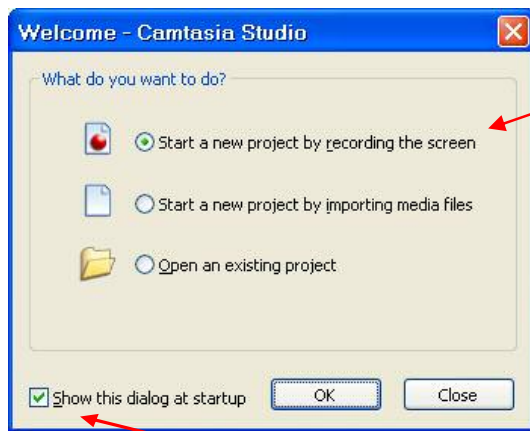 Welcome - Camtasia Studio
What do you want to do?
Start a new project by recording the screen
Start a new project by importing media files
Open an existing project
Show this dialog at startup
OK
Close